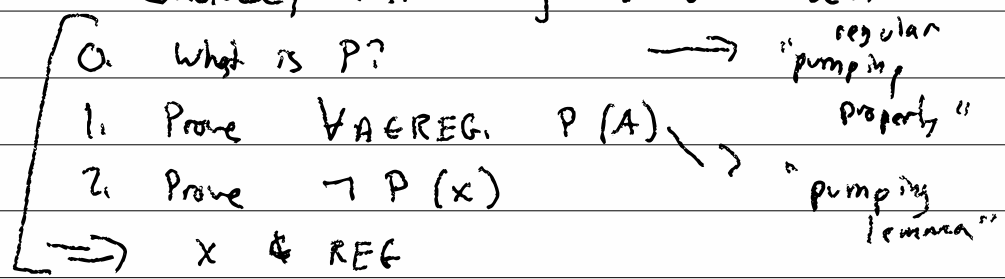 0. What is P? → "regular pumping property"
1. Prove ∀A∈REG. P(A) → "pumping lemma"
2. Prove ¬P(x)
⇒ x ∉ REG